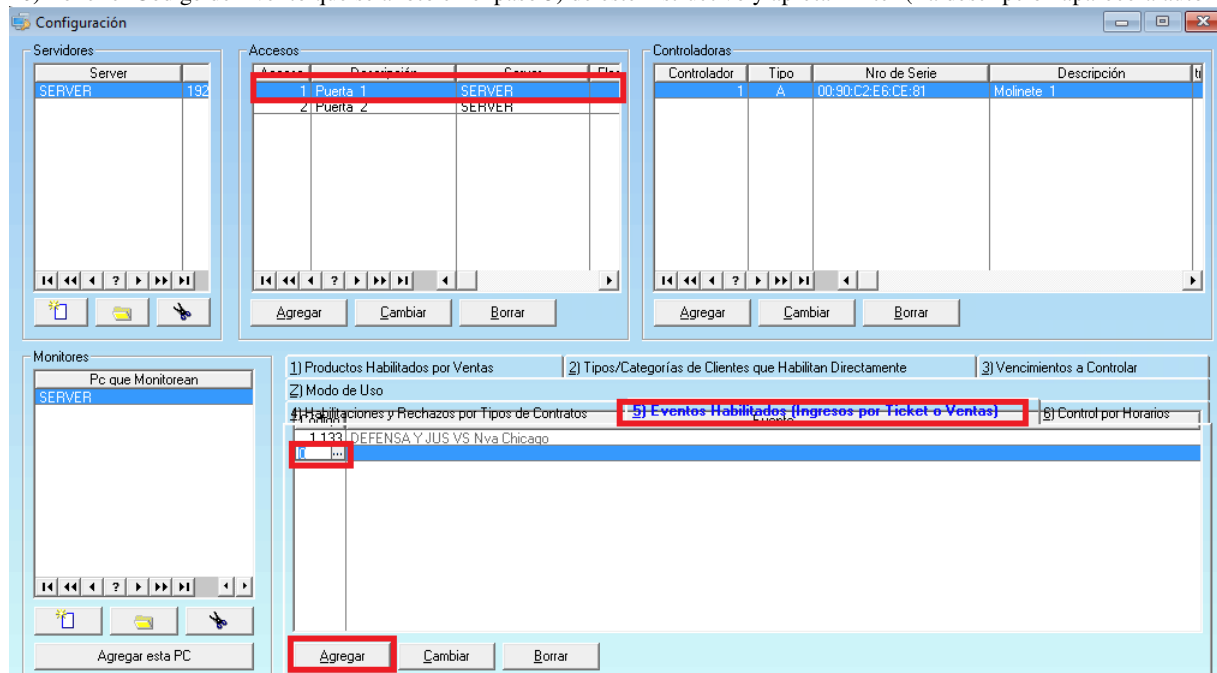 Configuración
Servidores
Server
SERVER 192
Accesos
Descripción Server
1 Puerta 1 SERVER
2 Puerta 2 SERVER
Agregar Cambiar Borrar
Controladoras
Controlador Tipo Nro de Serie Descripción
1 A 00:90:C2:E6:CE:81 Molinete 1
Agregar Cambiar Borrar
Monitores
Pc que Monitorean
SERVER
Agregar esta PC
1) Productos Habilitados por Ventas 2) Tipos/Categorías de Clientes que Habilitan Directamente 3) Vencimientos a Controlar
Z) Modo de Uso
4) Habilitaciones y Rechazos por Tipos de Contratos 5) Eventos Habilitados (Ingresos por Ticket o Ventas) 6) Control por Horarios
1.133 DEFENSA Y JUS VS Nva Chicago
0 ...
Agregar Cambiar Borrar